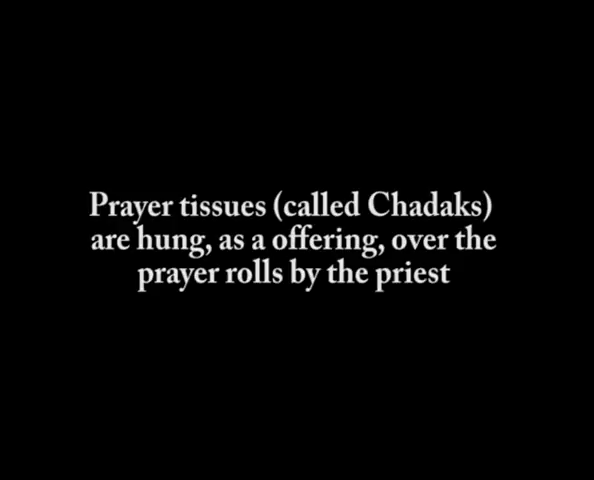 Prayer tissues (called Chadaks)
are hung, as a offering, over the
prayer rolls by the priest